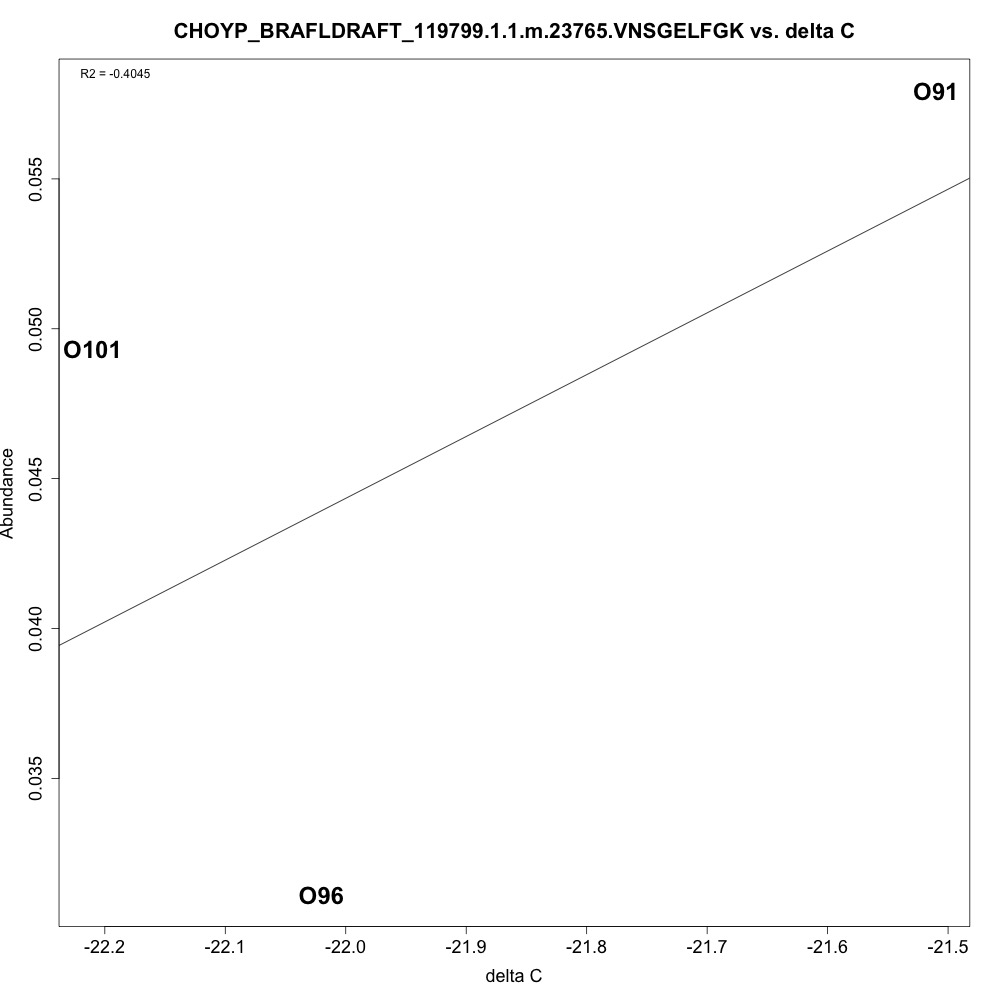 CHOYP_BRAFLDRAFT_119799.1.1.m.23765.VNSGELFGK vs. delta C
R2 = -0.4045
O91
0.055
0.050
O101
0.045
Abundance
0.040
0.035
O96
-22.2 -22.1 -22.0 -21.9 -21.8 -21.7 -21.6 -21.5
delta C